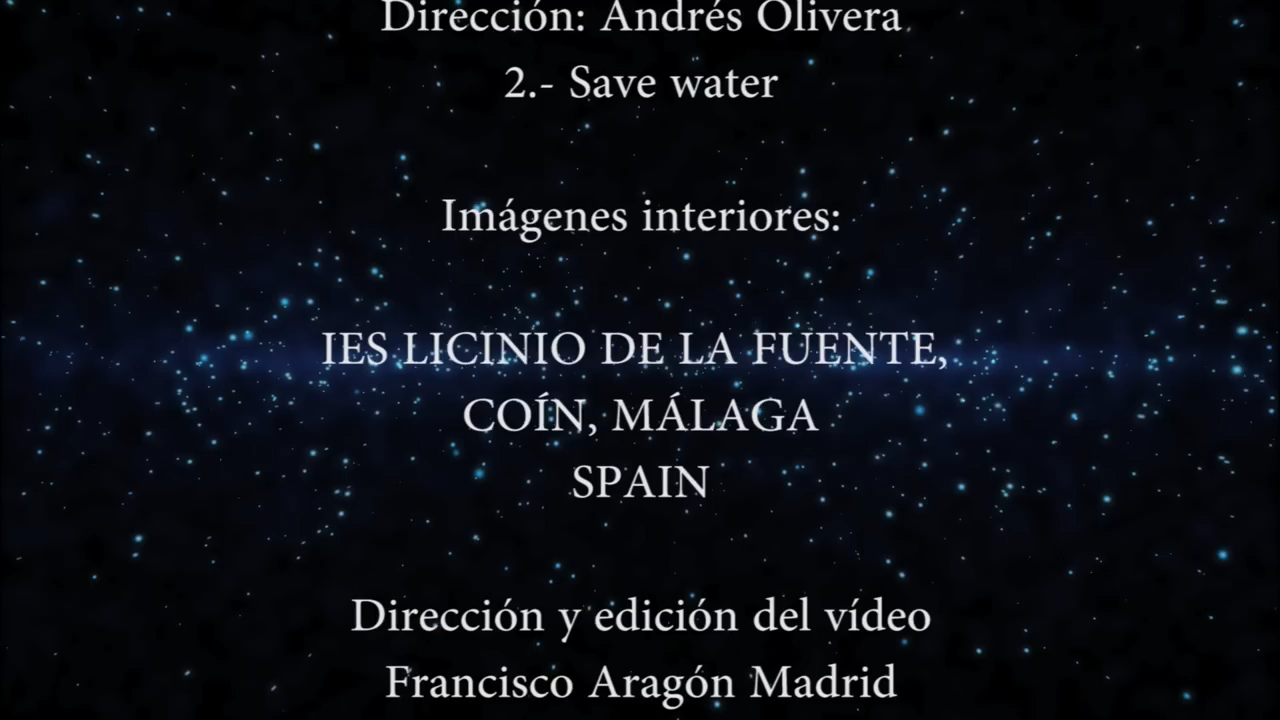 Dirección: Andrés Olivera
2.- Save water
Imágenes interiores:
IES LICINIO DE LA FUENTE,
COÍN, MÁLAGA
SPAIN
Dirección y edición del vídeo
Francisco Aragón Madrid